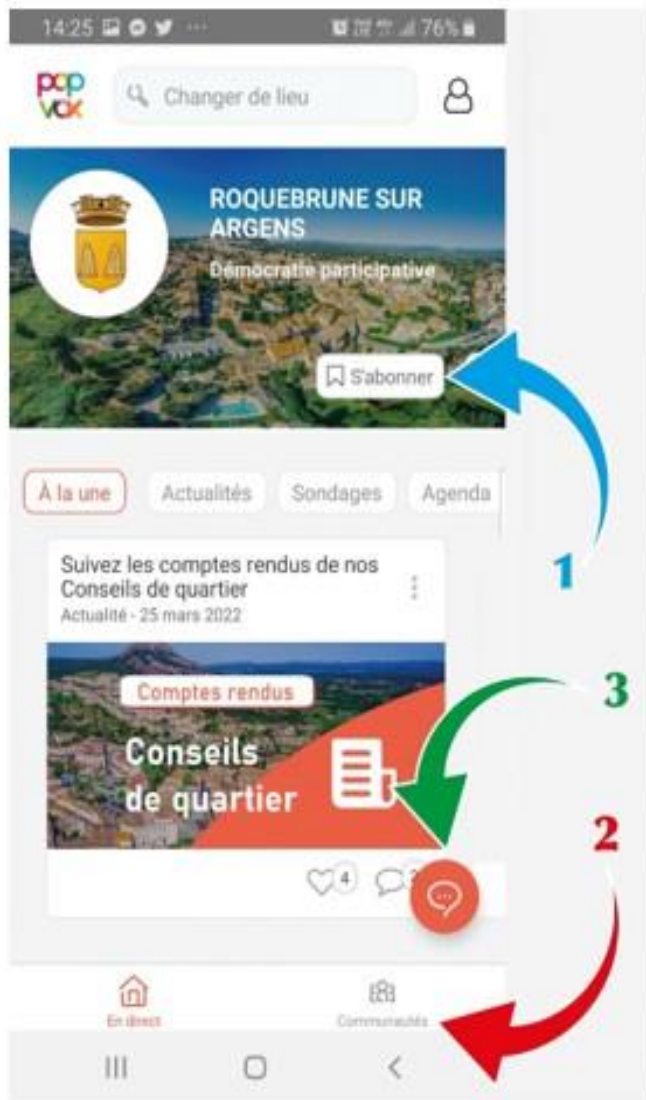 14:25 76%
pop
vox
Changer de lieu
ROQUEBRUNE SUR
ARGENS
Démocratie participative
S'abonner
1
À la une Actualités Sondages Agenda
Suivez les comptes rendus de nos
Conseils de quartier
Actualité - 25 mars 2022
Comptes rendus
Conseils
de quartier
3
4
2
En direct Communautés